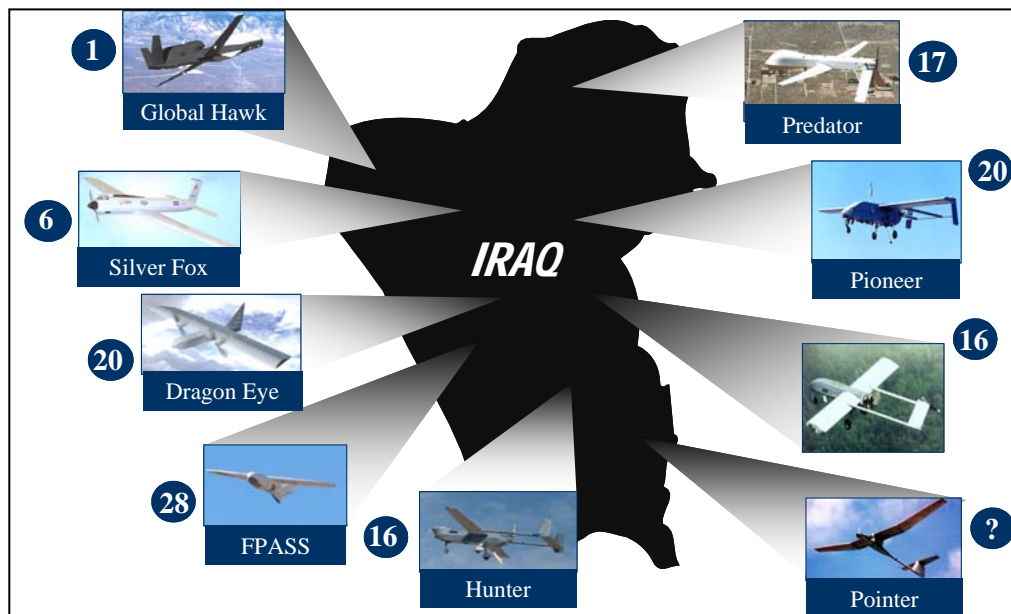 1
Global Hawk
17
Predator
6
Silver Fox
20
Pioneer
IRAQ
20
Dragon Eye
16
28
FPASS
16
Hunter
?
Pointer